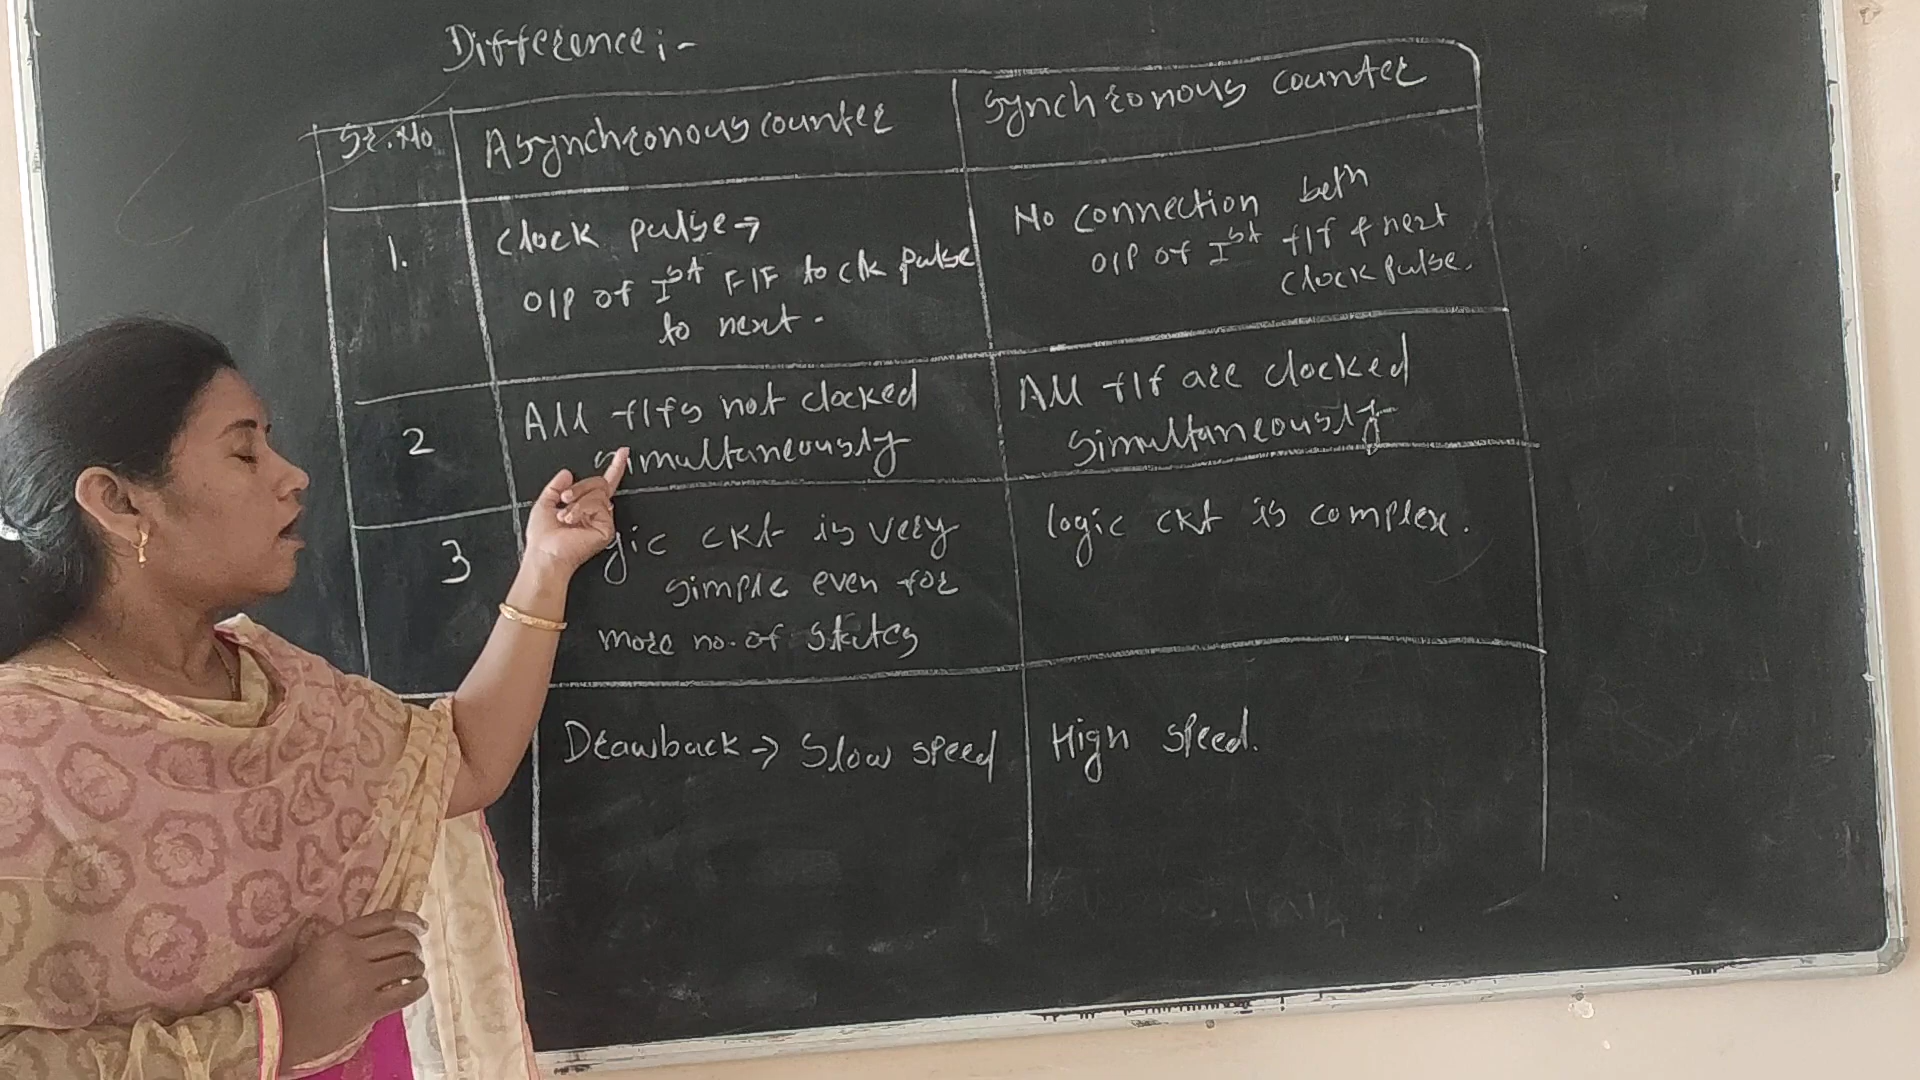 Difference:-
Sr.No Asynchronous counter Synchronous counter
1.
Clock pulse →
O/P of Ist F/F to clk pulse
to next.
No connection betn
O/P of Ist f/f & next
clock pulse.
2
All f/fs not clocked
simultaneously
All f/f are clocked
simultaneously
3
ckt is very
simple even for
more no. of states
logic ckt is complex.
Drawback → Slow speed
High speed.